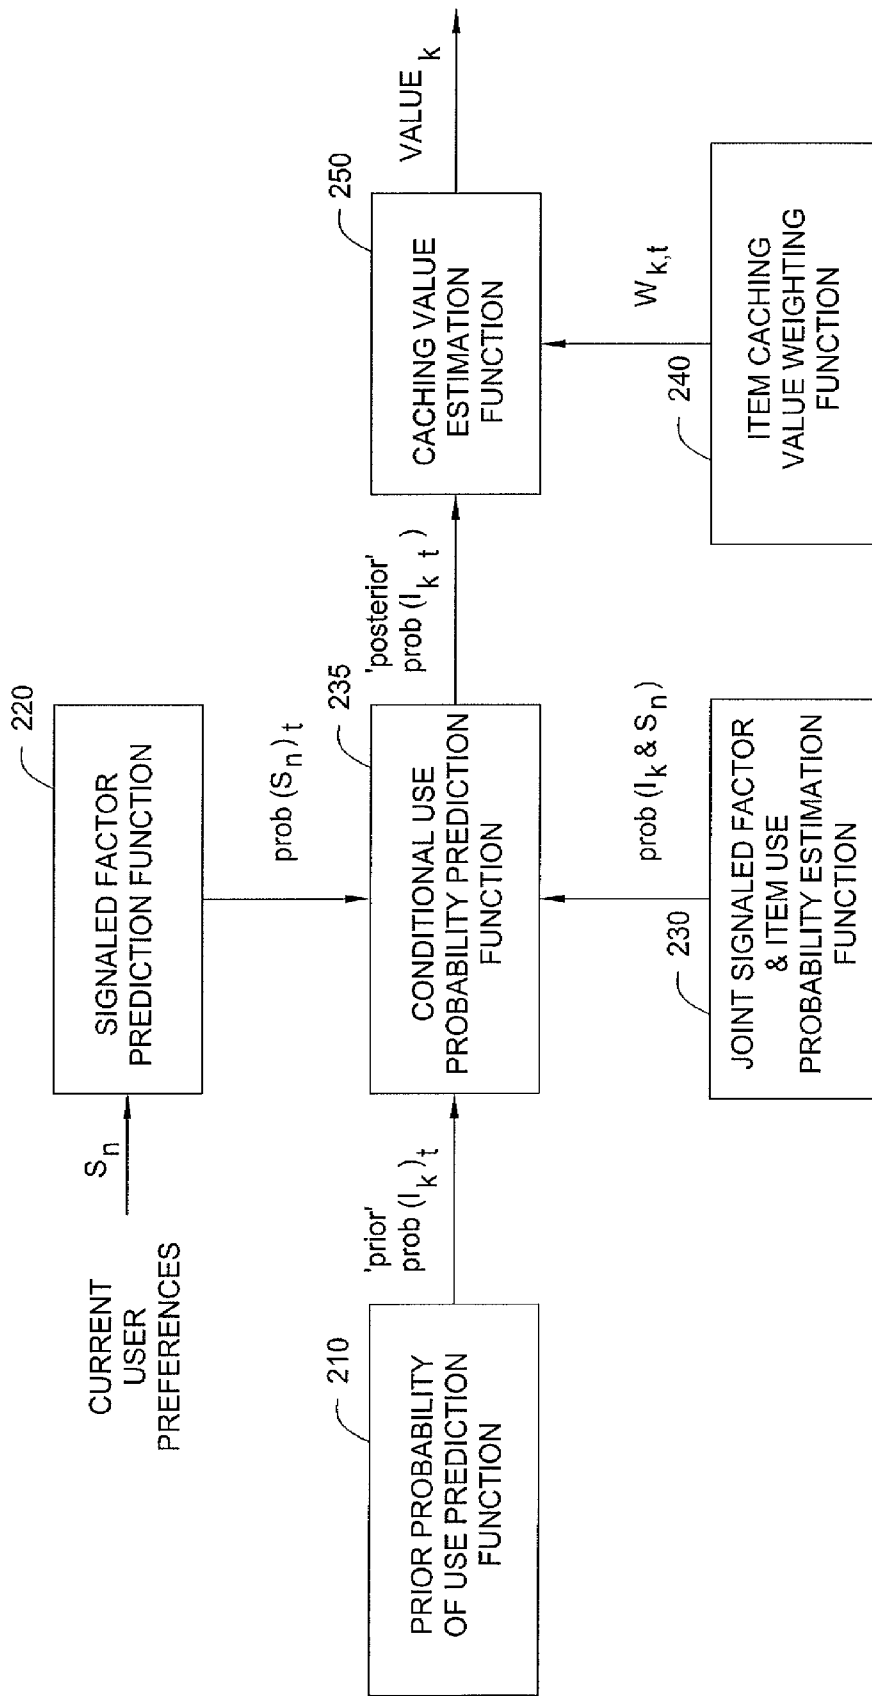 CURRENT
USER
PREFERENCES
S_n
220
SIGNALED FACTOR
PREDICTION FUNCTION
prob (S_n)_t
210
PRIOR PROBABILITY
OF USE PREDICTION
FUNCTION
'prior'
prob (I_k)_t
235
CONDITIONAL USE
PROBABILITY PREDICTION
FUNCTION
'posterior'
prob (I_k t)
250
CACHING VALUE
ESTIMATION
FUNCTION
VALUE_k
230
JOINT SIGNALED FACTOR
& ITEM USE
PROBABILITY ESTIMATION
FUNCTION
prob (I_k & S_n)
240
ITEM CACHING
VALUE WEIGHTING
FUNCTION
W_k,t